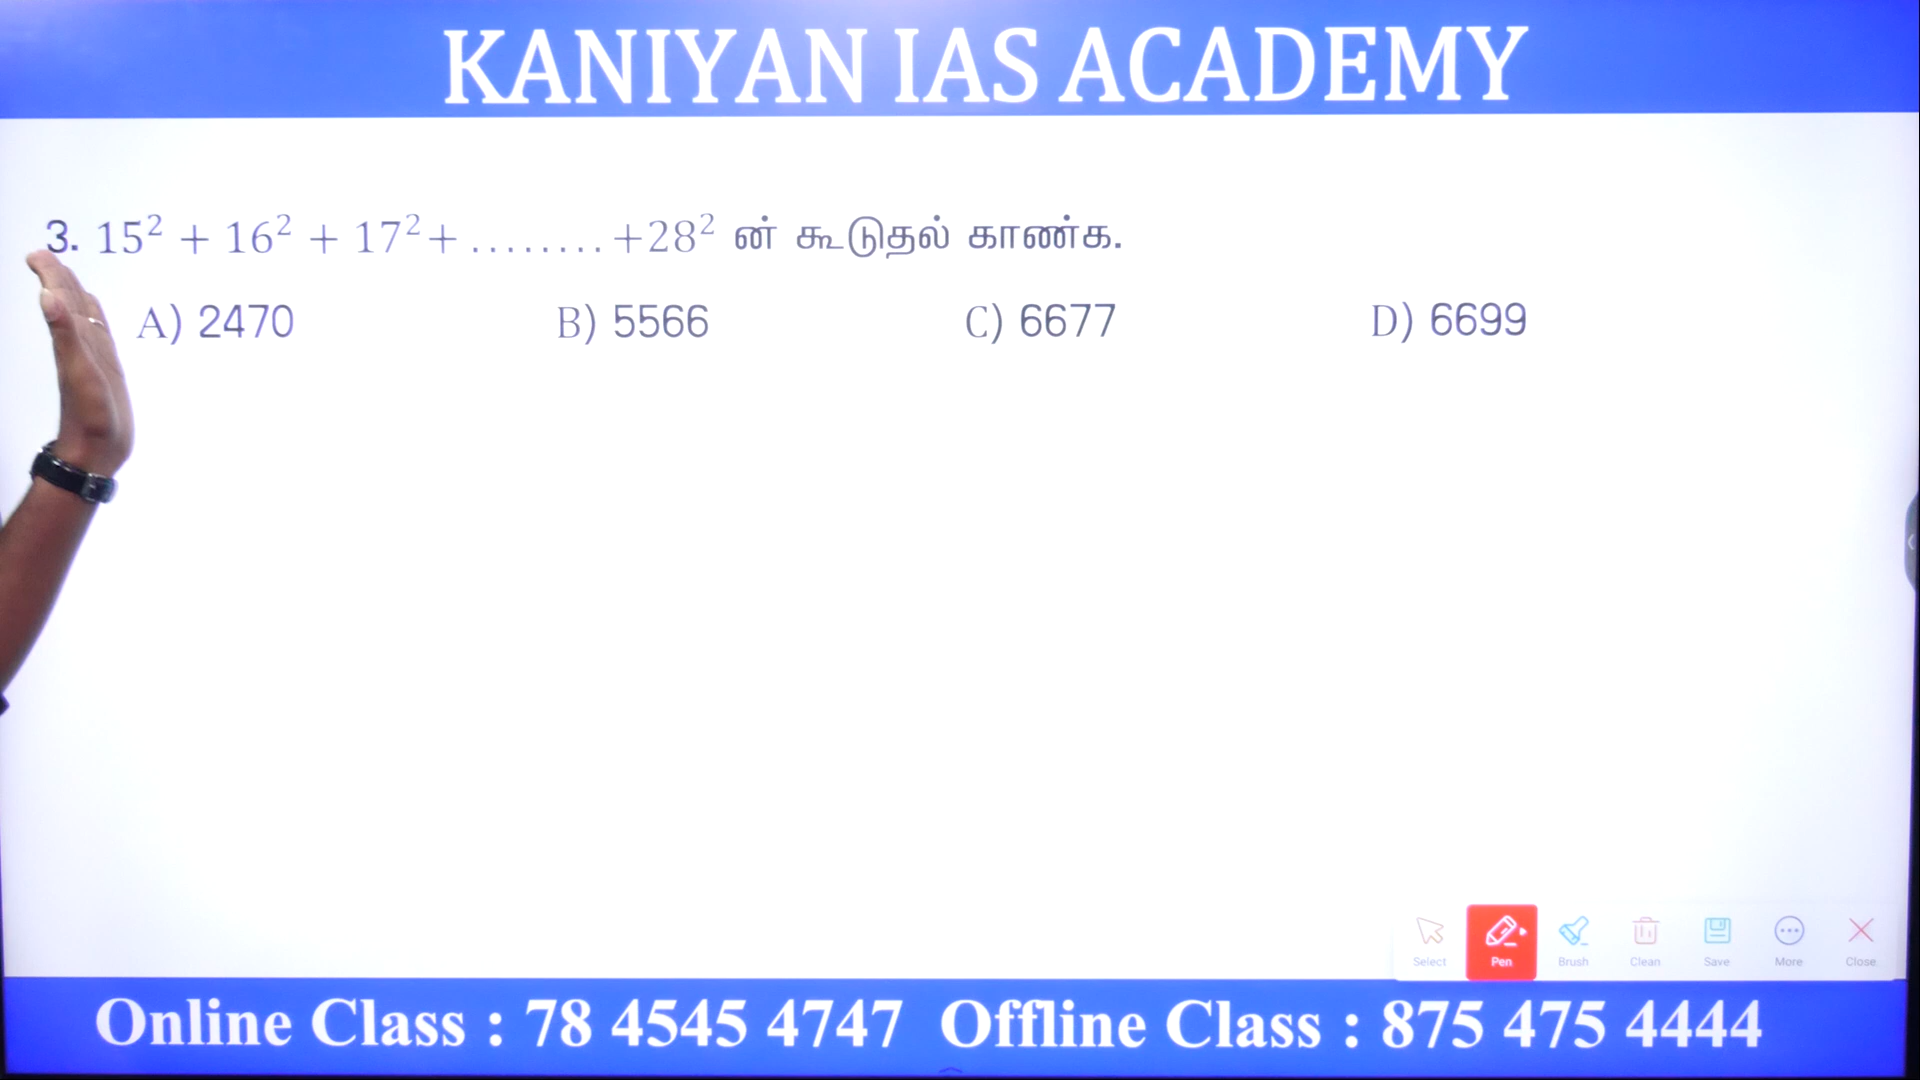 KANIYAN IAS ACADEMY
3. 15² + 16² + 17² + ........ +28² ன் கூடுதல் காண்க.
A) 2470 B) 5566 C) 6677 D) 6699
Select Pen Brush Clean Save More Close
Online Class : 78 4545 4747 Offline Class : 875 475 4444